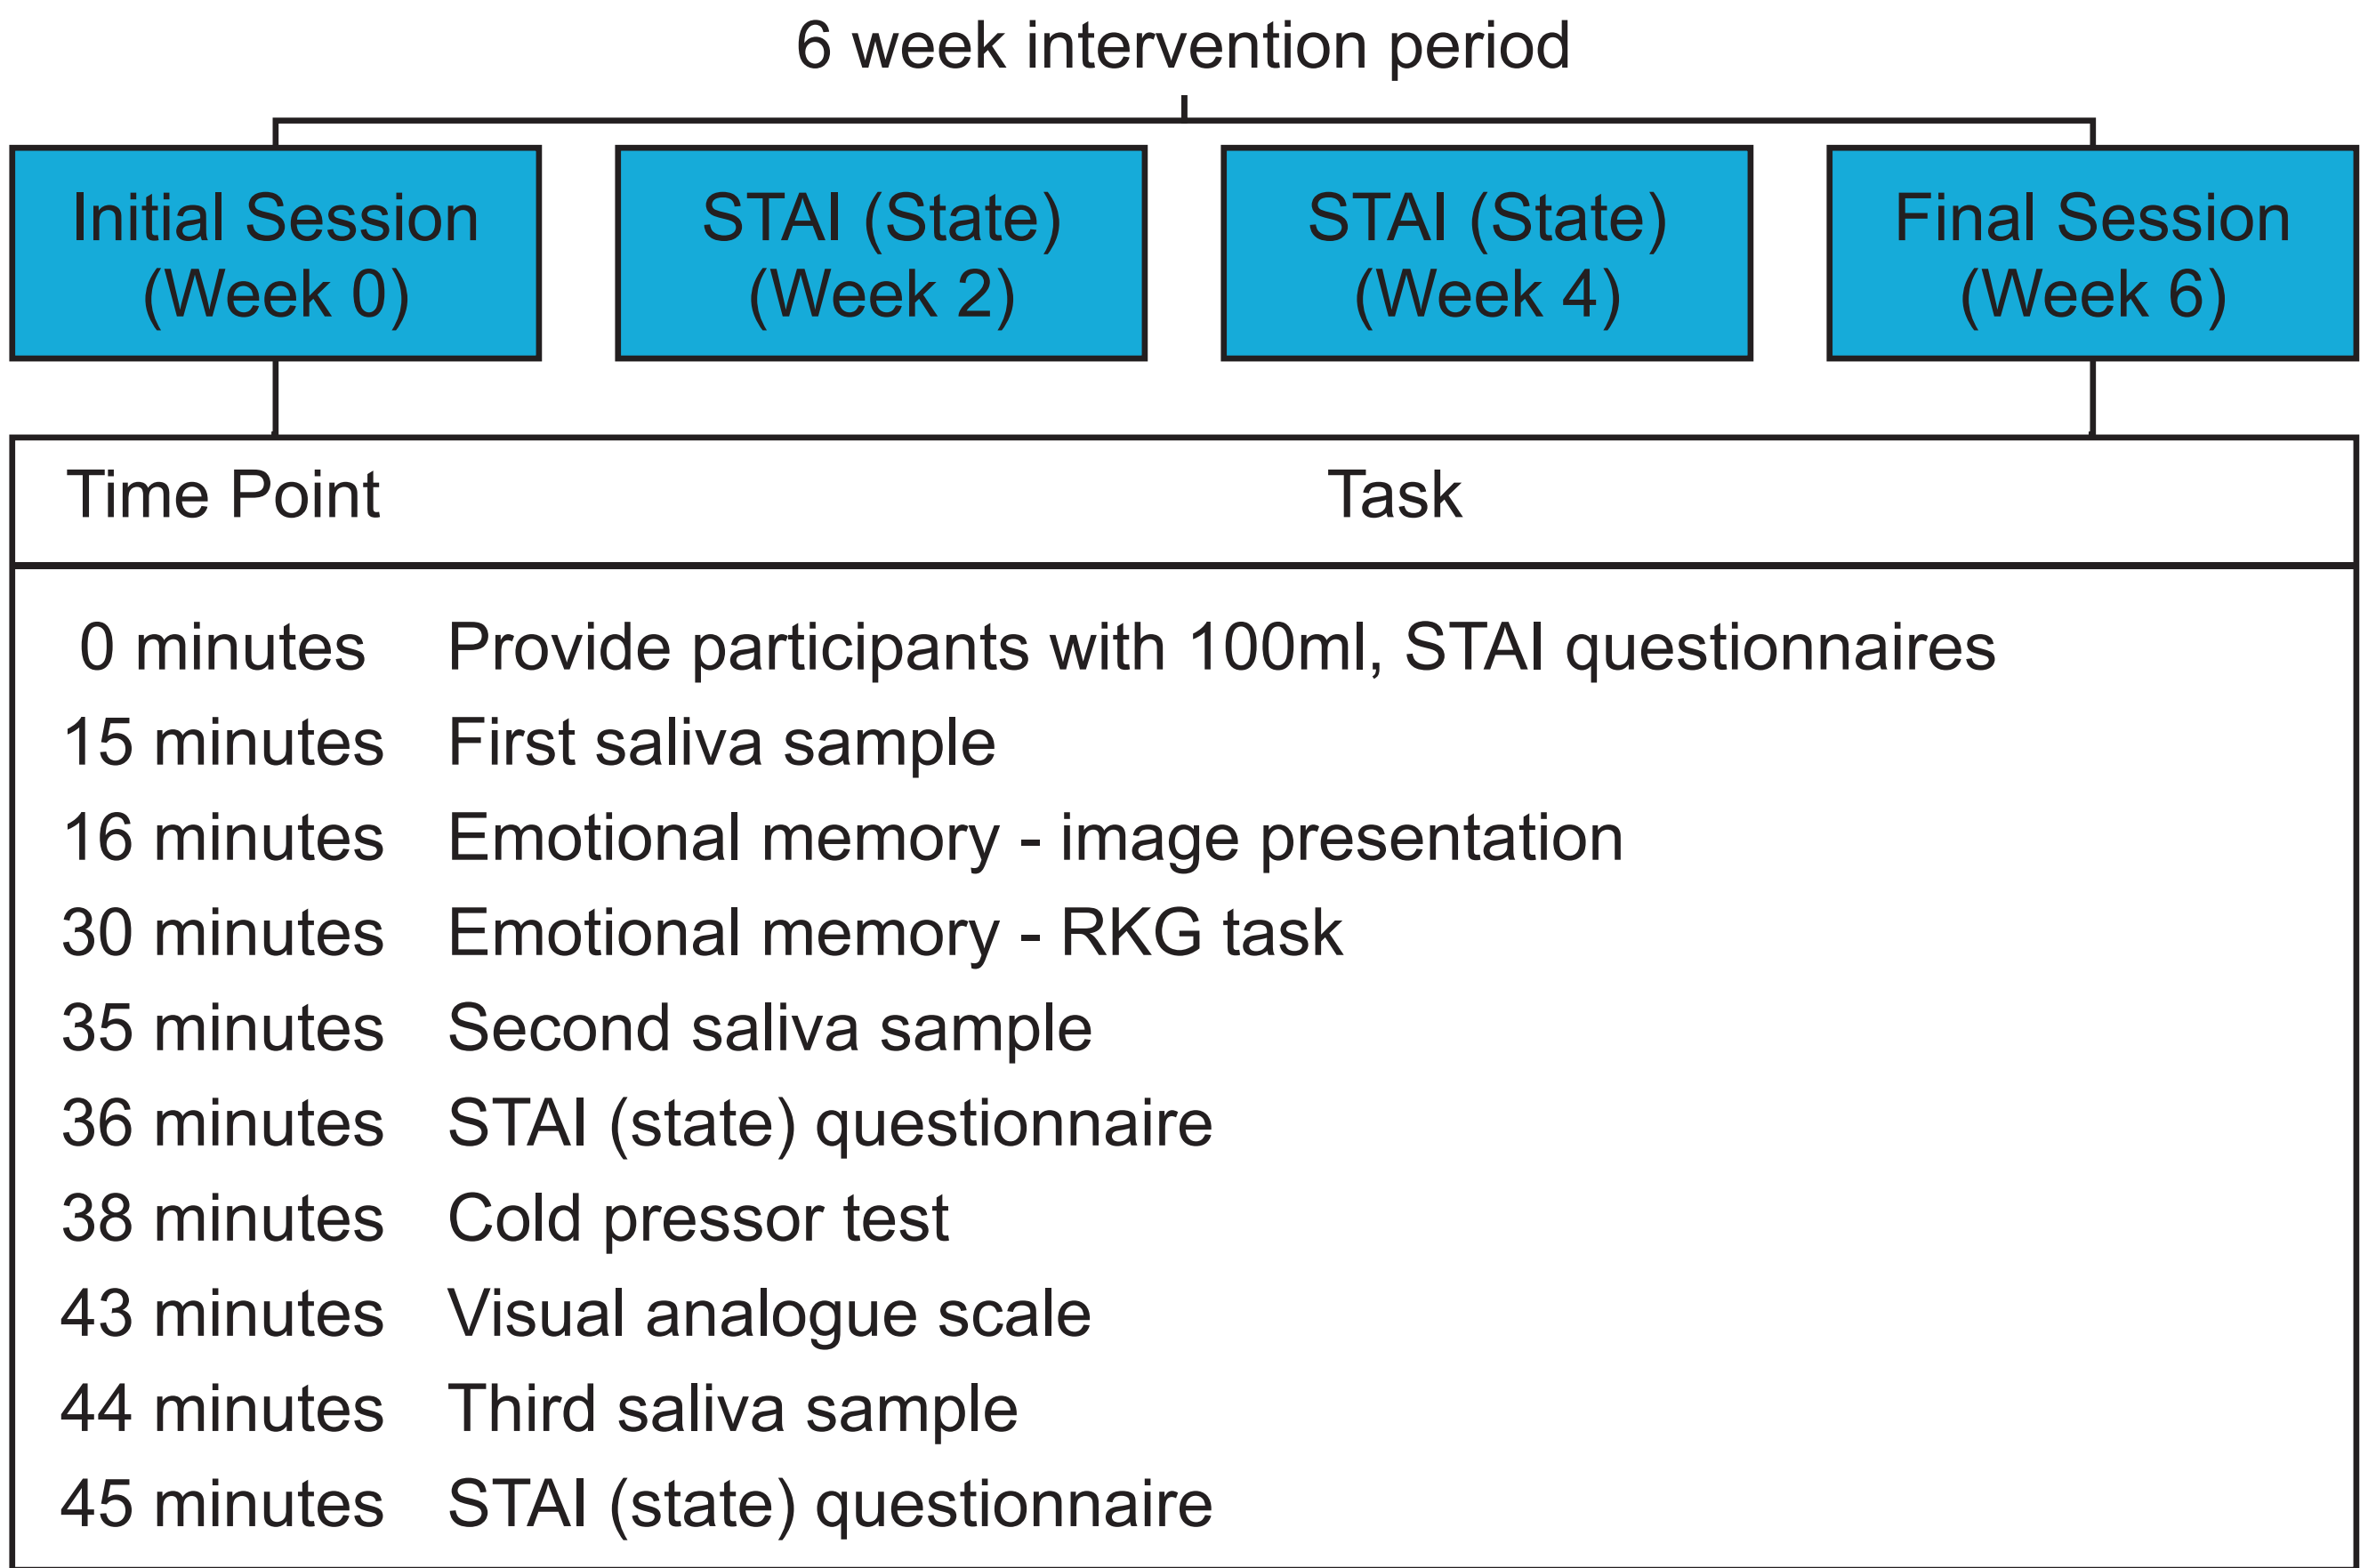 6 week intervention period
Initial Session
(Week 0)
STAI (State)
(Week 2)
STAI (State)
(Week 4)
Final Session
(Week 6)
Time Point Task
0 minutes Provide participants with 100ml, STAI questionnaires
15 minutes First saliva sample
16 minutes Emotional memory - image presentation
30 minutes Emotional memory - RKG task
35 minutes Second saliva sample
36 minutes STAI (state) questionnaire
38 minutes Cold pressor test
43 minutes Visual analogue scale
44 minutes Third saliva sample
45 minutes STAI (state) questionnaire